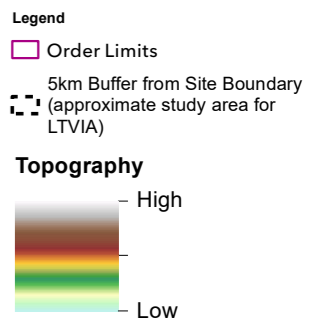 Legend
Order Limits
5km Buffer from Site Boundary
(approximate study area for
LTVIA)
Topography
High
Low